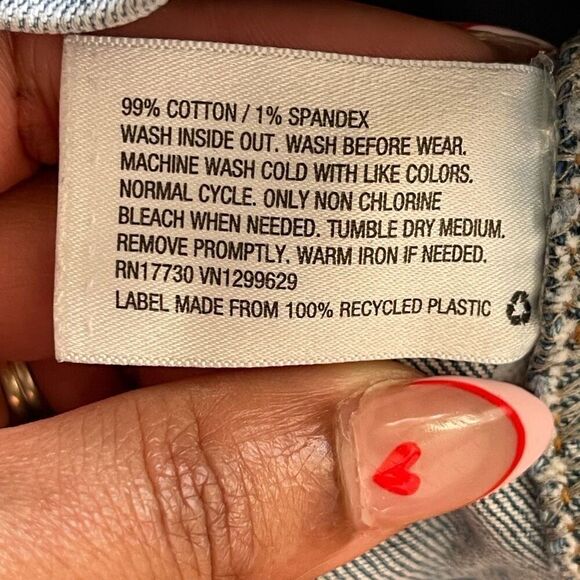 99% COTTON / 1% SPANDEX
WASH INSIDE OUT. WASH BEFORE WEAR.
MACHINE WASH COLD WITH LIKE COLORS.
NORMAL CYCLE. ONLY NON CHLORINE
BLEACH WHEN NEEDED. TUMBLE DRY MEDIUM.
REMOVE PROMPTLY. WARM IRON IF NEEDED.
RN17730 VN1299629
LABEL MADE FROM 100% RECYCLED PLASTIC